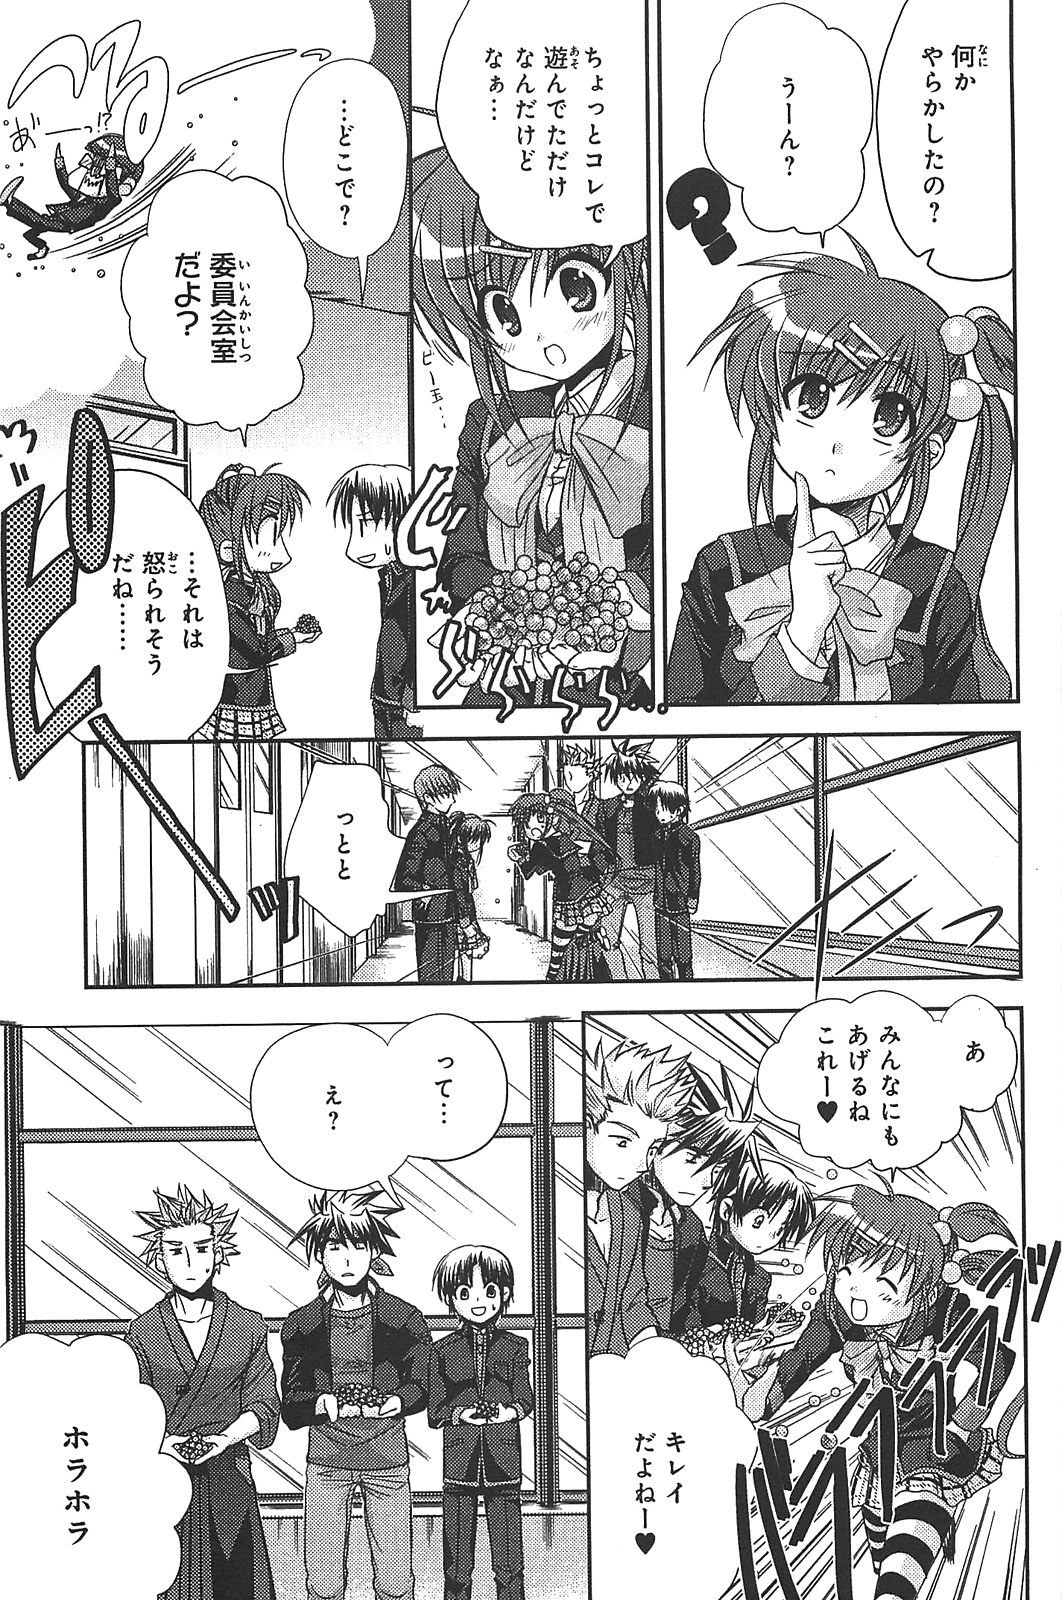 何か
やらかしたの？
うーん？
ちょっとコレで
遊んでただけ
なんだけど
なぁ…
ビー玉…
…どこで？
委員会室
だよ？
あ゛ーっ!?
…それは
怒られそう
だね……
つとと
あ
みんなにも
あげるね
これー♥
キレイ
だよねー♥
って…
え？
ホラホラ